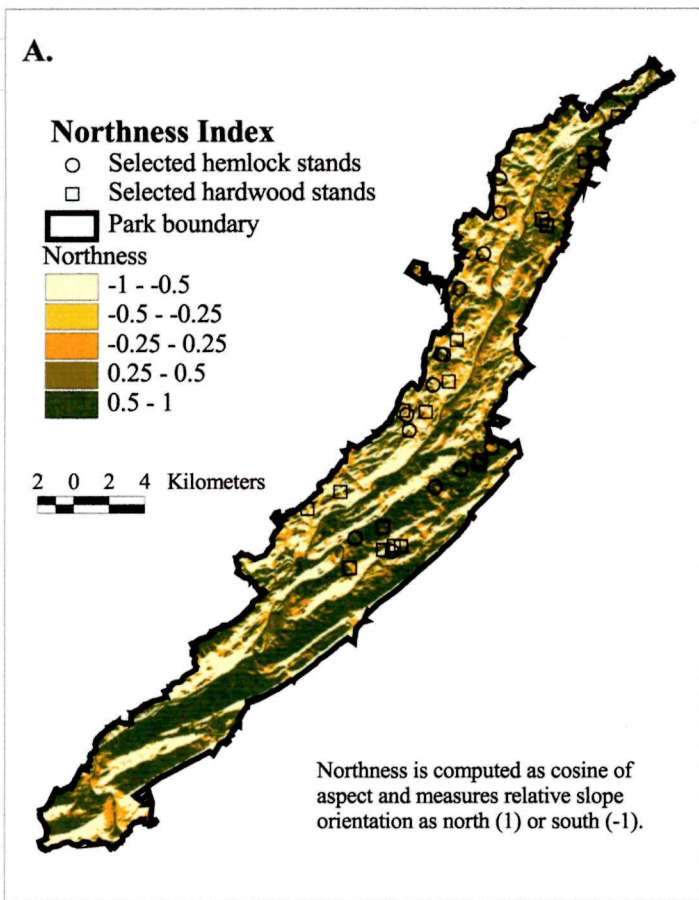 A.
Northness Index
Selected hemlock stands
Selected hardwood stands
Park boundary
Northness
-1 - -0.5
-0.5 - -0.25
-0.25 - 0.25
0.25 - 0.5
0.5 - 1
2 0 2 4 Kilometers
Northness is computed as cosine of
aspect and measures relative slope
orientation as north (1) or south (-1).